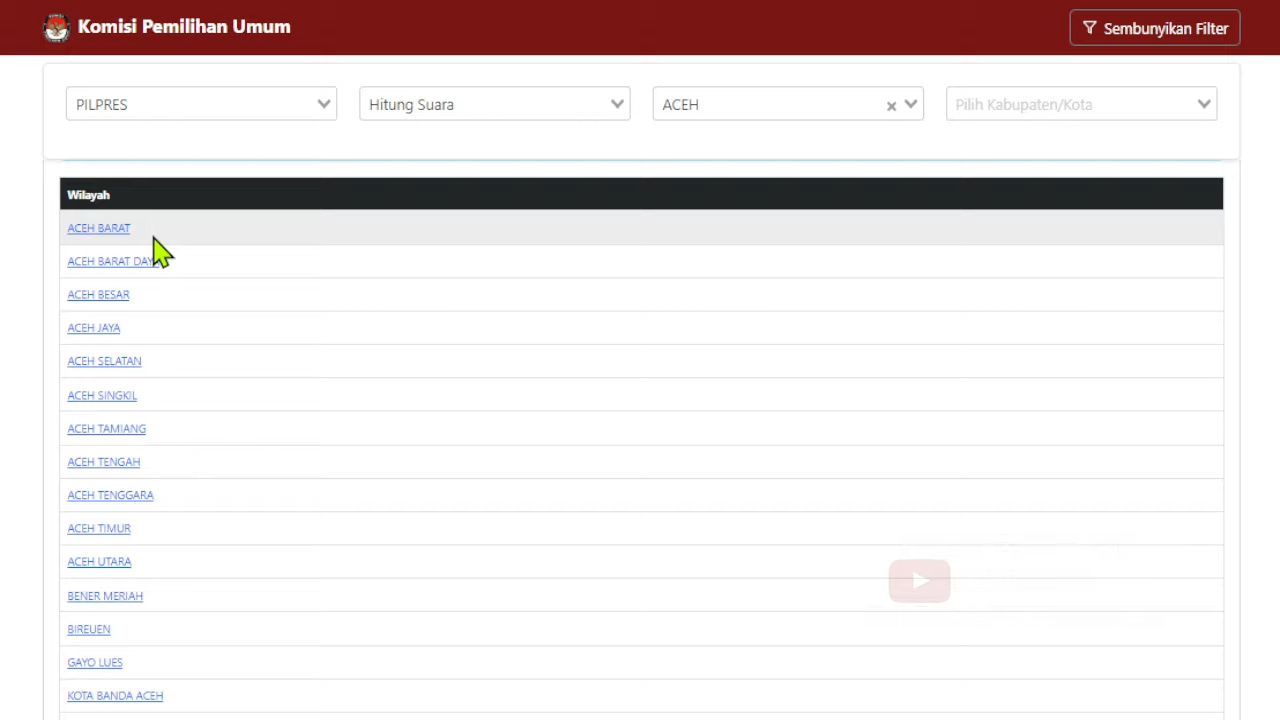 Komisi Pemilihan Umum
Sembunyikan Filter
PILPRES
Hitung Suara
ACEH
Pilih Kabupaten/Kota
Wilayah
ACEH BARAT
ACEH BARAT DAY
ACEH BESAR
ACEH JAYA
ACEH SELATAN
ACEH SINGKIL
ACEH TAMIANG
ACEH TENGAH
ACEH TENGGARA
ACEH TIMUR
ACEH UTARA
BENER MERIAH
BIREUEN
GAYO LUES
KOTA BANDA ACEH